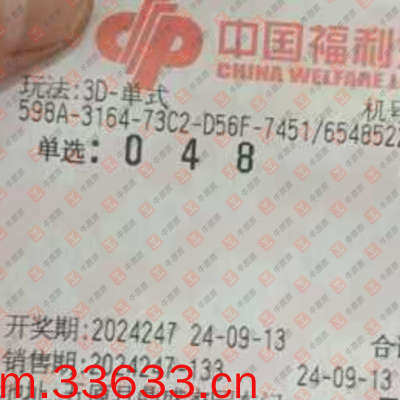 中国福利
CHINA WELFARE L
玩法:3D-单式
机号
598A-3164-73C2-D56F-7451/6548522
单选: 0 4 8
开奖期:2024247 24-09-13
合计
销售期:2024247-133
24-09-13
m.33633.cn